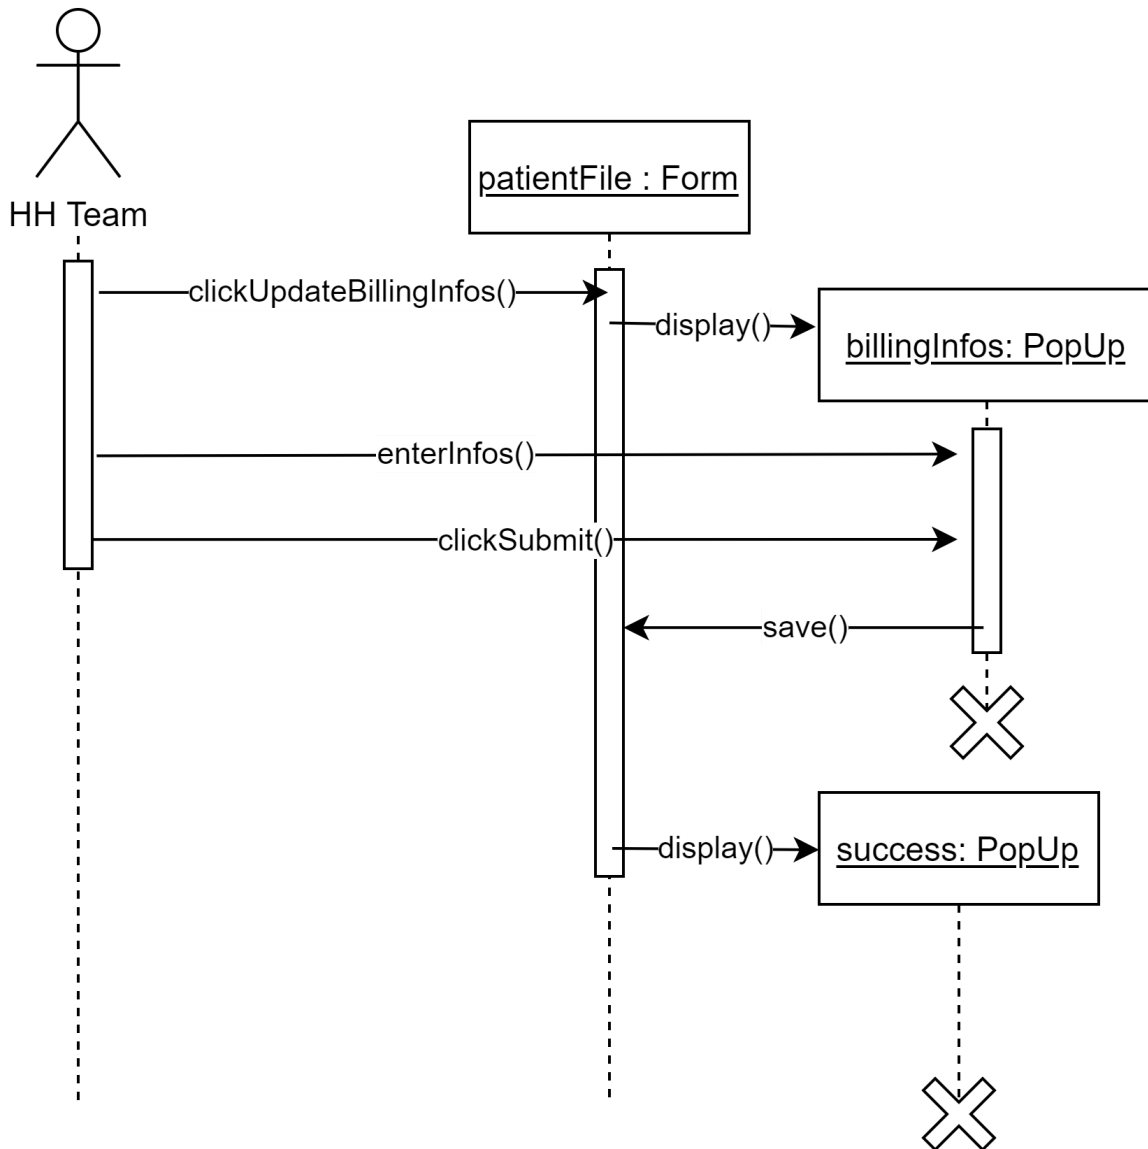 HH Team
patientFile : Form
clickUpdateBillingInfos()
display()
billingInfos: PopUp
enterInfos()
clickSubmit()
save()
display()
success: PopUp